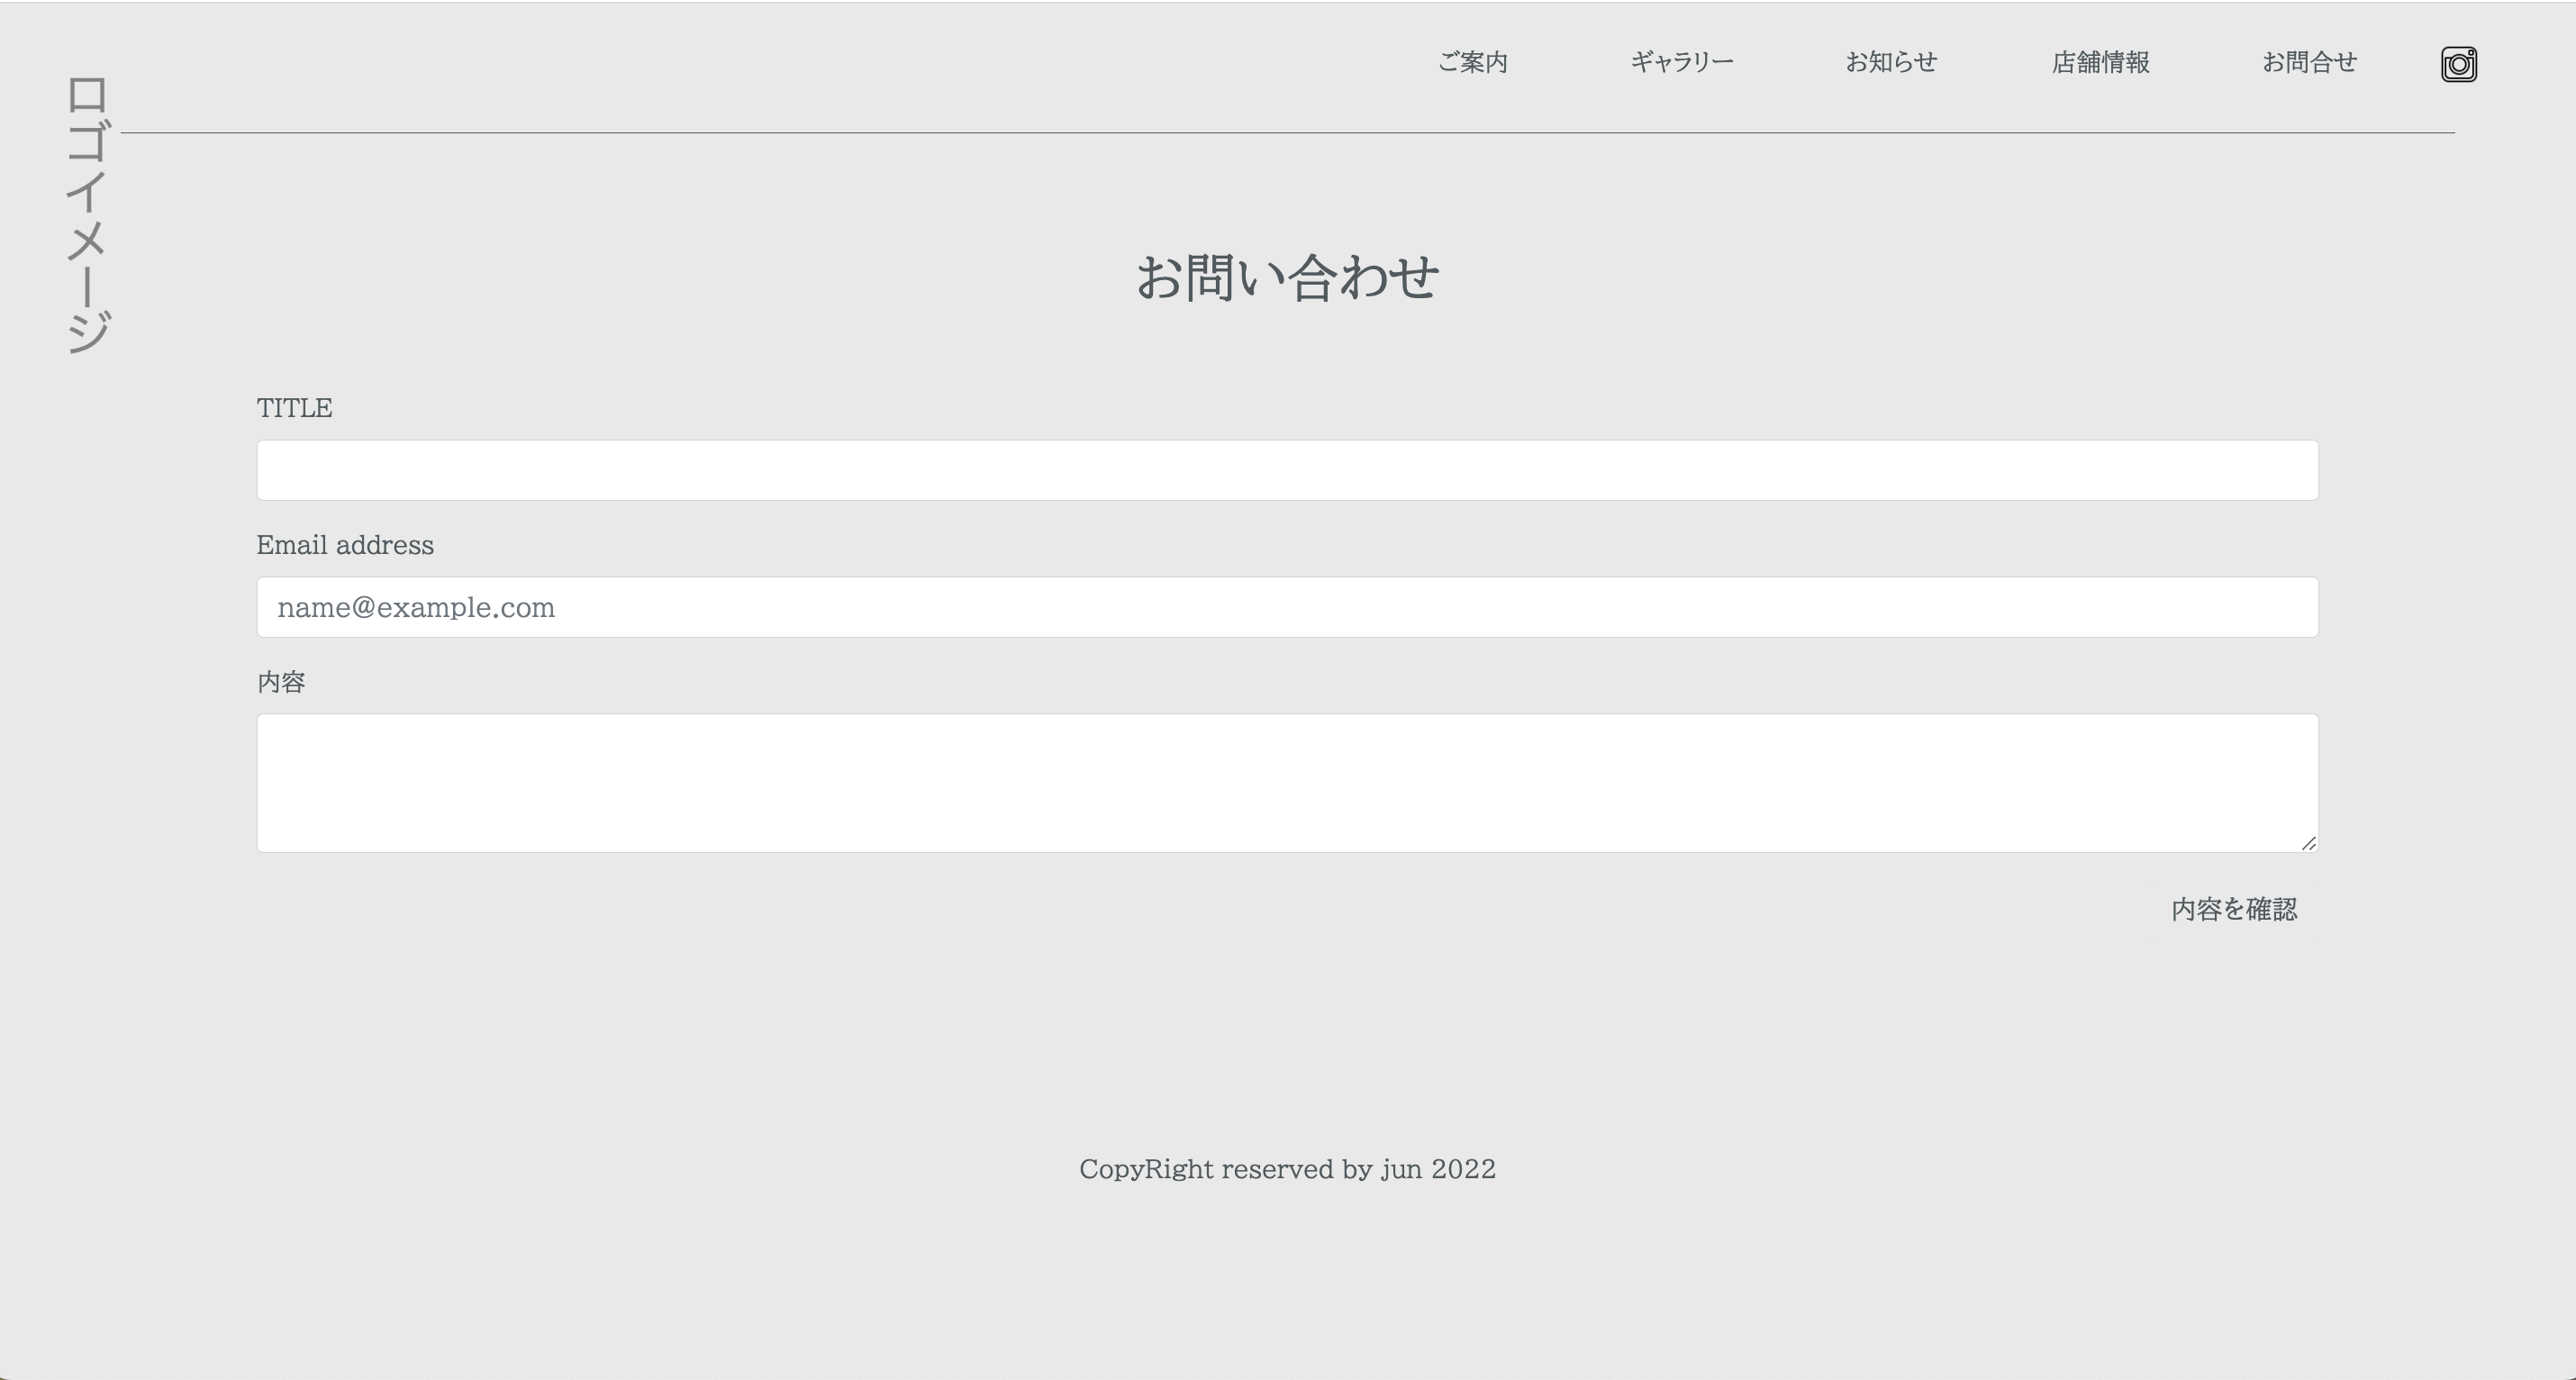 ロゴイメージ
ご案内
ギャラリー
お知らせ
店舗情報
お問合せ
お問い合わせ
TITLE
Email address
name@example.com
内容
内容を確認
CopyRight reserved by jun 2022